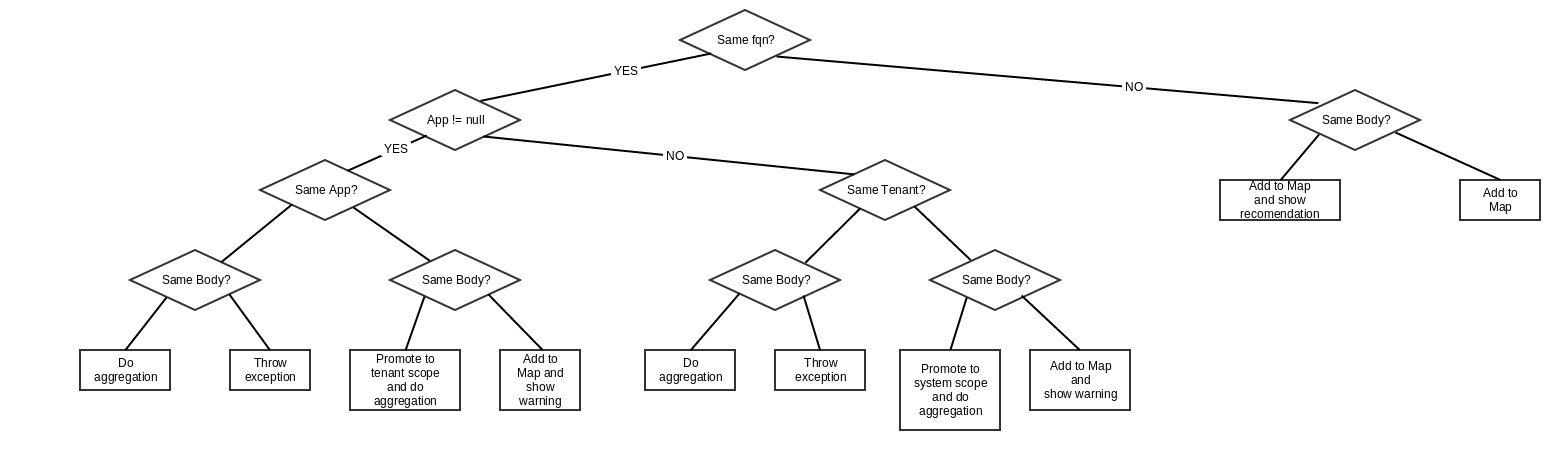 Same fqn?
YES
NO
App != null
Same Body?
YES
NO
Same App?
Same Tenant?
Add to Map
and show
recomendation
Add to
Map
Same Body?
Same Body?
Same Body?
Same Body?
Do
aggregation
Throw
exception
Promote to
tenant scope
and do
aggregation
Add to
Map and
show
warning
Do
aggregation
Throw
exception
Promote to
system scope
and do
aggregation
Add to Map
and
show warning